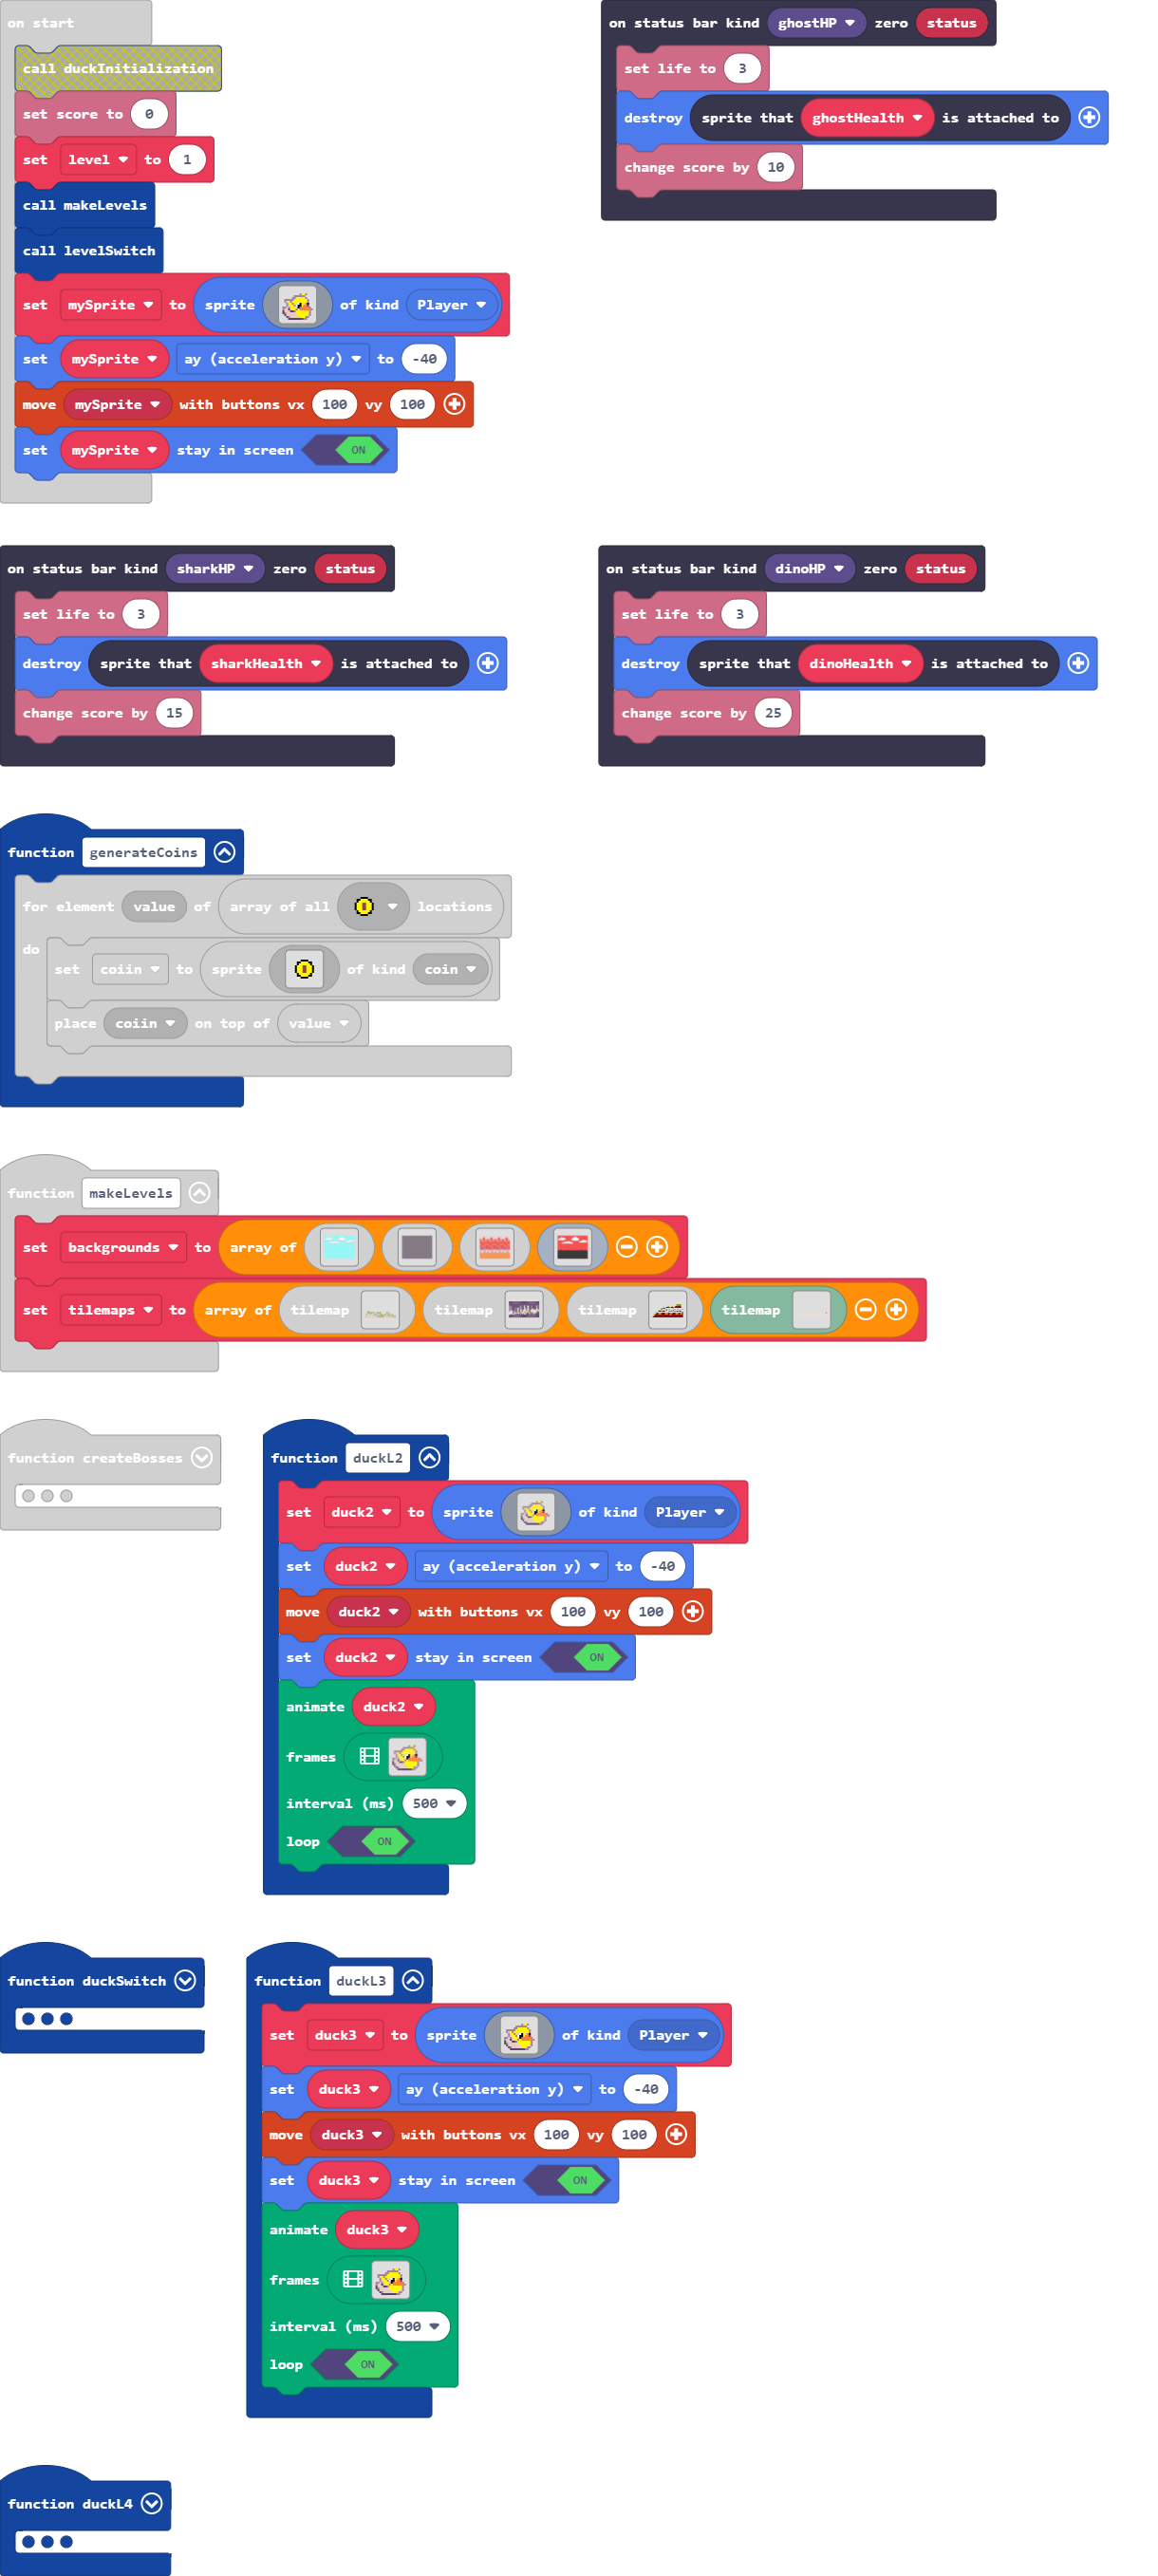 on start
call duckInitialization
set score to 0
set level to 1
call makeLevels
call levelSwitch
set mySprite to sprite of kind Player
set mySprite ay (acceleration y) to -40
move mySprite with buttons vx 100 vy 100
set mySprite stay in screen ON
on status bar kind ghostHP zero status
set life to 3
destroy sprite that ghostHealth is attached to
change score by 10
on status bar kind sharkHP zero status
set life to 3
destroy sprite that sharkHealth is attached to
change score by 15
on status bar kind dinoHP zero status
set life to 3
destroy sprite that dinoHealth is attached to
change score by 25
function generateCoins
for element value of array of all locations
do
set coiin to sprite of kind coin
place coiin on top of value
function makeLevels
set backgrounds to array of
set tilemaps to array of tilemap tilemap tilemap tilemap
function createBosses
function duckL2
set duck2 to sprite of kind Player
set duck2 ay (acceleration y) to -40
move duck2 with buttons vx 100 vy 100
set duck2 stay in screen ON
animate duck2
frames
interval (ms) 500
loop ON
function duckSwitch
function duckL3
set duck3 to sprite of kind Player
set duck3 ay (acceleration y) to -40
move duck3 with buttons vx 100 vy 100
set duck3 stay in screen ON
animate duck3
frames
interval (ms) 500
loop ON
function duckL4